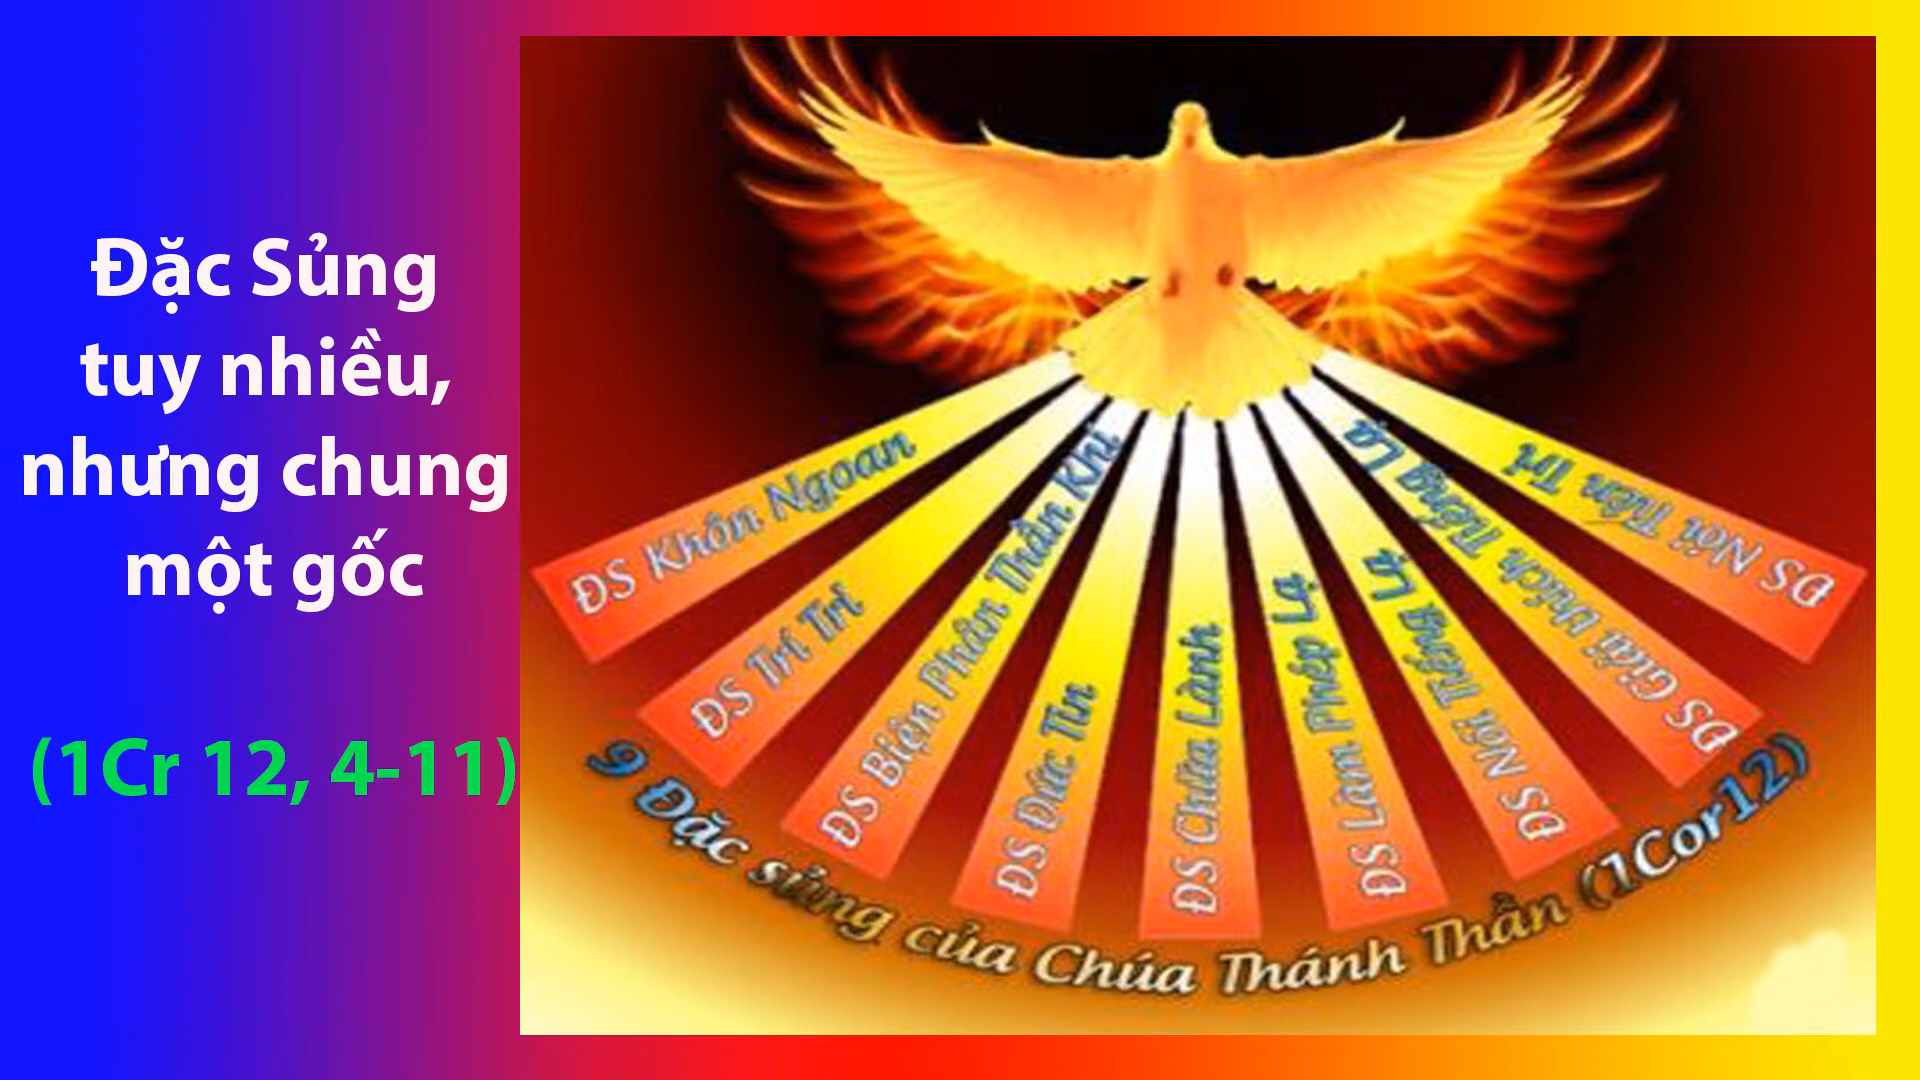 Đặc Sủng
tuy nhiều,
nhưng chung
một gốc
(1Cr 12, 4-11)
ĐS Khôn Ngoan
ĐS Tri Trí
ĐS Biện Phân Thần Khí
ĐS Đức Tin
ĐS Chữa Lành
ĐS Làm Phép Lạ
ĐS Nói Tiếng Lạ
ĐS Giải thích Tiếng Lạ
ĐS Nói Tiên Tri
9 Đặc sủng của Chúa Thánh Thần (1Cor12)